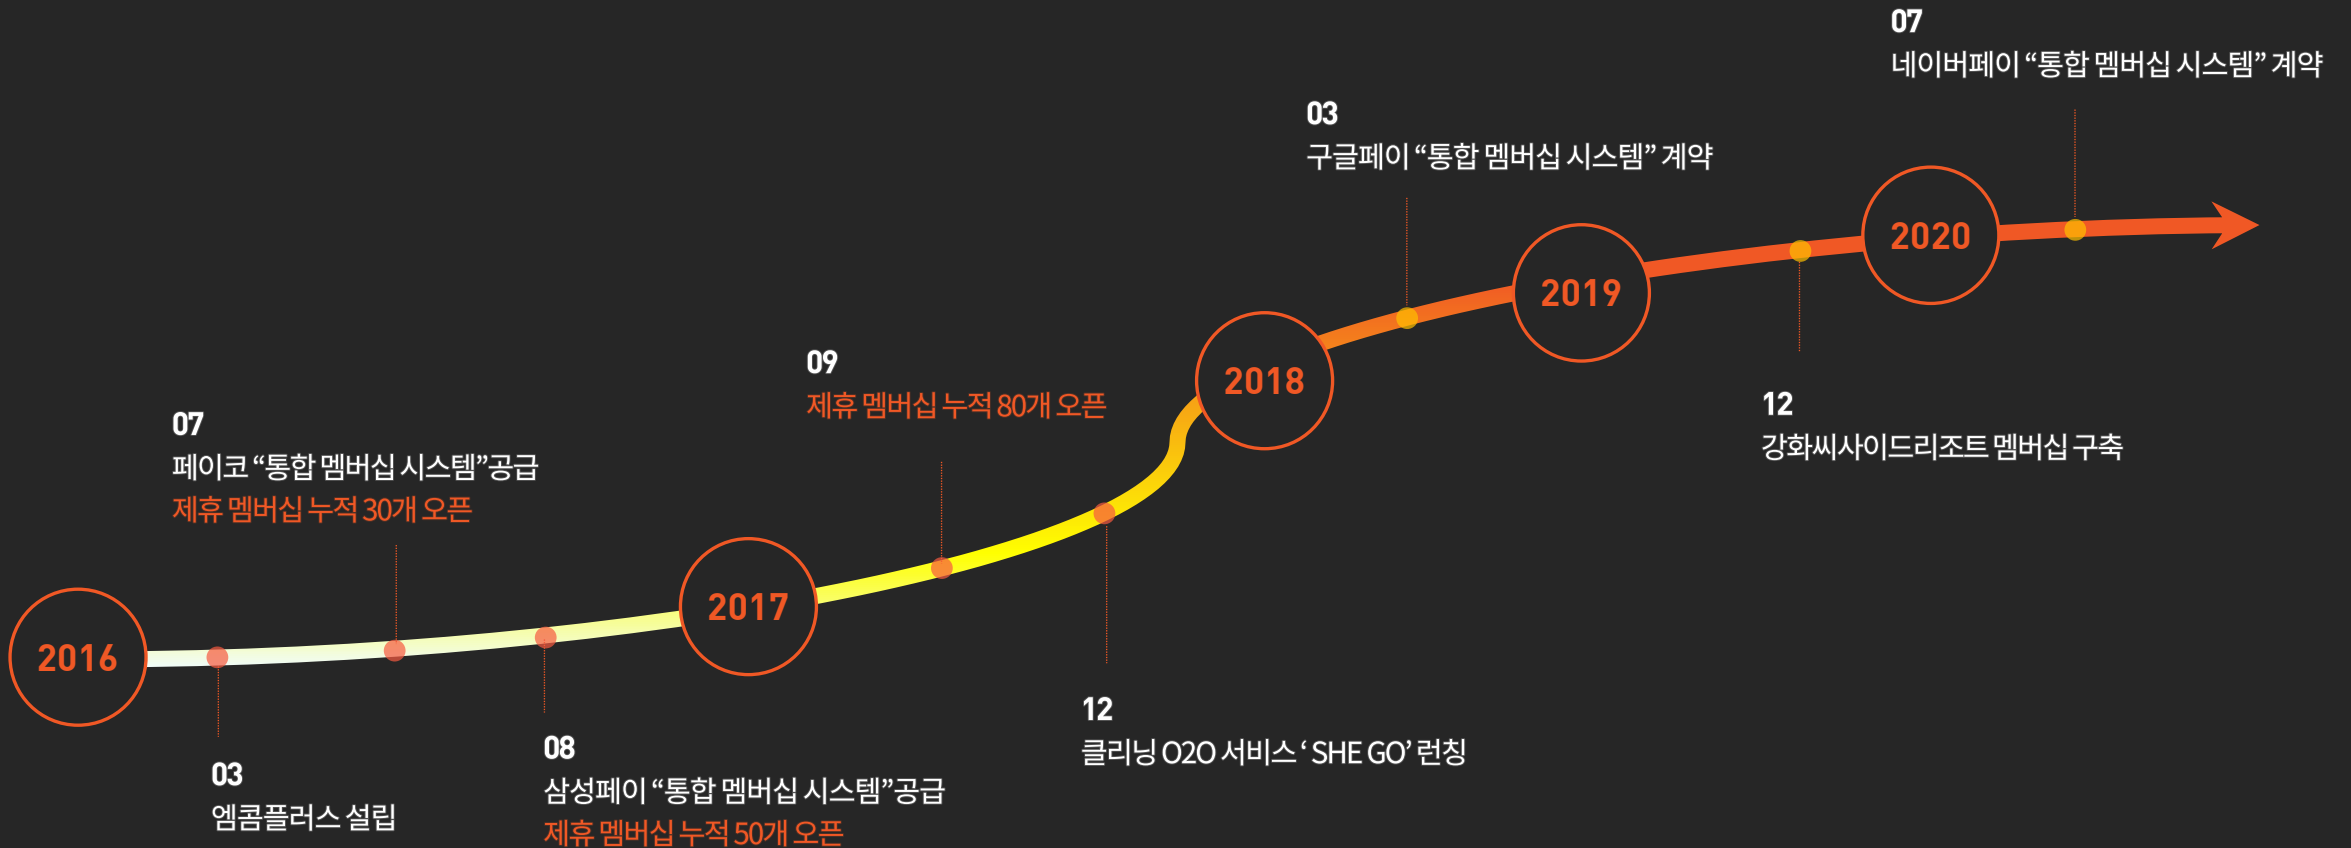 2016
03
엠콤플러스 설립
07
페이코 “통합 멤버십 시스템”공급
제휴 멤버십 누적 30개 오픈
08
삼성페이 “통합 멤버십 시스템”공급
제휴 멤버십 누적 50개 오픈
2017
09
제휴 멤버십 누적 80개 오픈
12
클리닝 O2O 서비스 ‘ SHE GO’ 런칭
2018
03
구글페이 “통합 멤버십 시스템” 계약
2019
12
강화씨사이드리조트 멤버십 구축
2020
07
네이버페이 “통합 멤버십 시스템” 계약